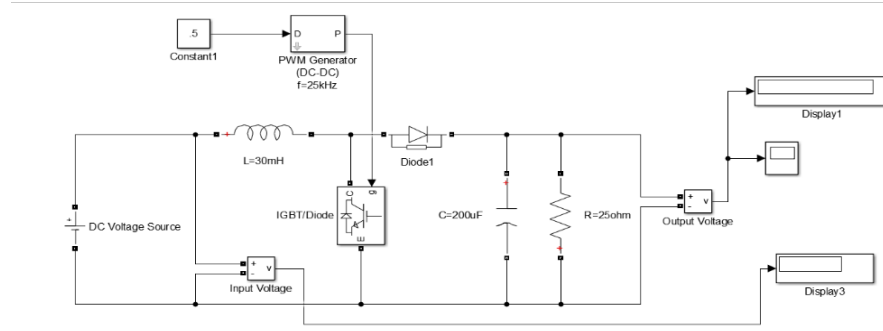 .5
Constant1
D
P
PWM Generator
(DC-DC)
f=25kHz
Display1
+
L=30mH
Diode1
+
DC Voltage Source
IGBT/Diode
C
g
E
+
C=200uF
R=25ohm
+
+
-
v
Output Voltage
+
-
v
Input Voltage
Display3